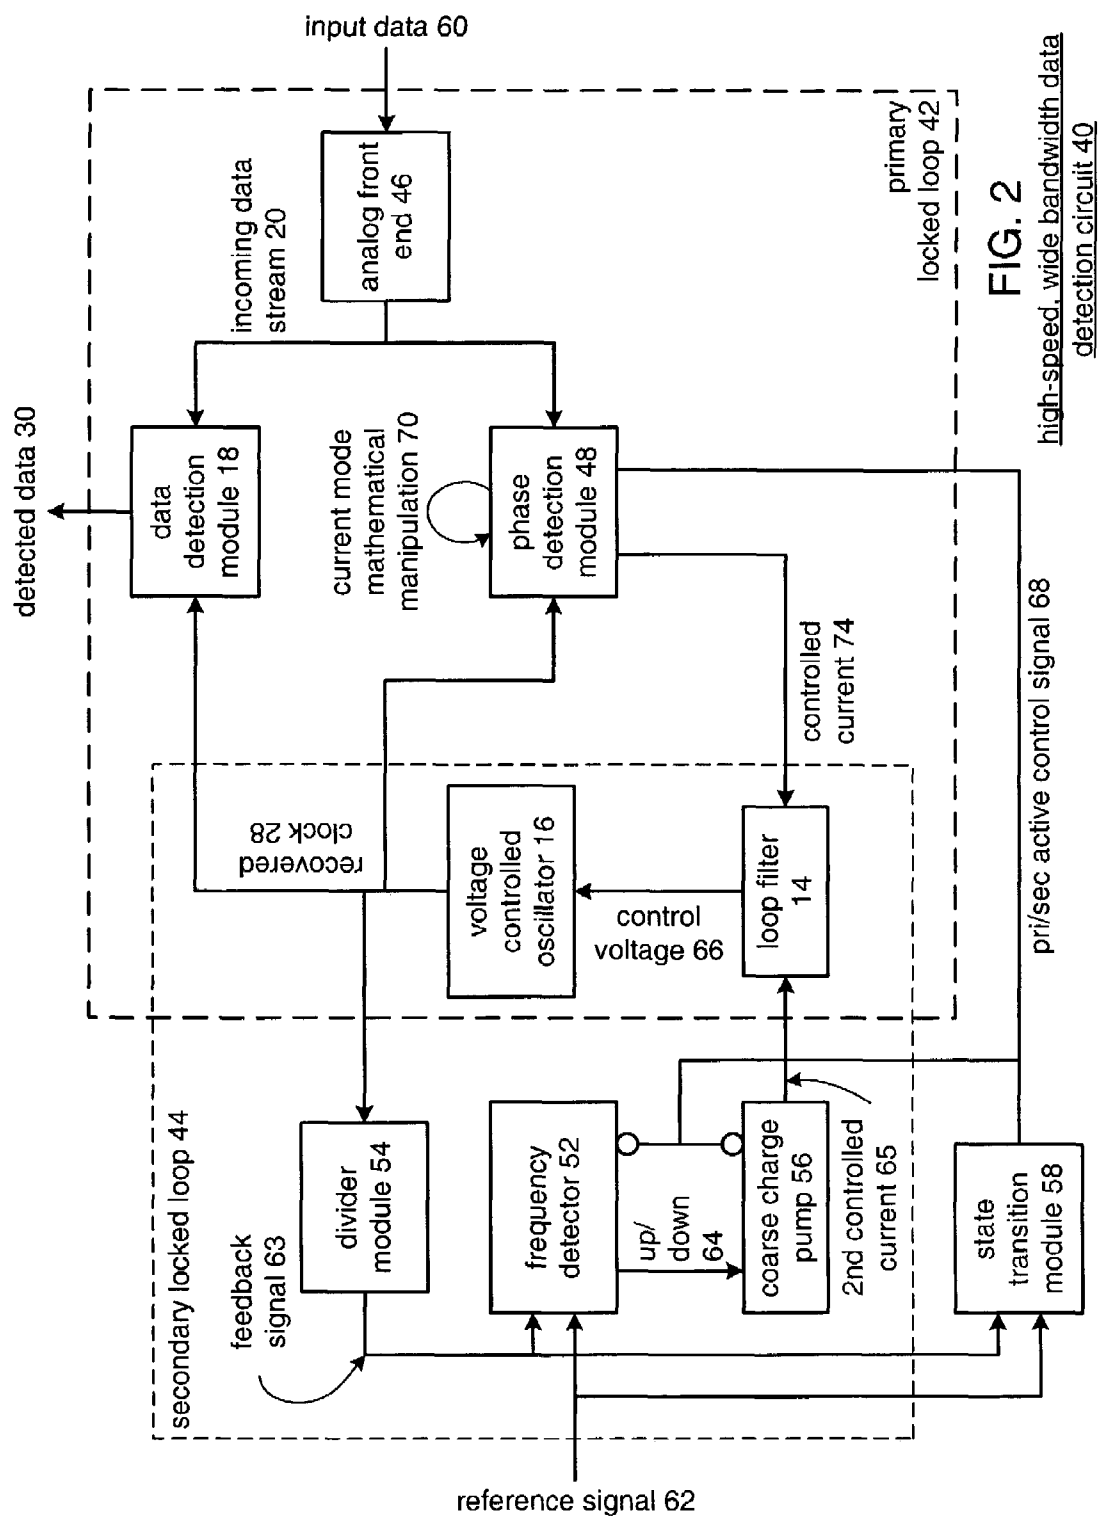 input data 60
detected data 30
incoming data
stream 20
analog front
end 46
primary
locked loop 42
data
detection
module 18
current mode
mathematical
manipulation 70
phase
detection
module 48
recovered
clock 28
voltage
controlled
oscillator 16
control
voltage 66
controlled
current 74
loop filter
14
pri/sec active control signal 68
secondary locked loop 44
divider
module 54
feedback
signal 63
frequency
detector 52
up/
down
64
coarse charge
pump 56
2nd controlled
current 65
state
transition
module 58
reference signal 62
FIG. 2
high-speed, wide bandwidth data
detection circuit 40